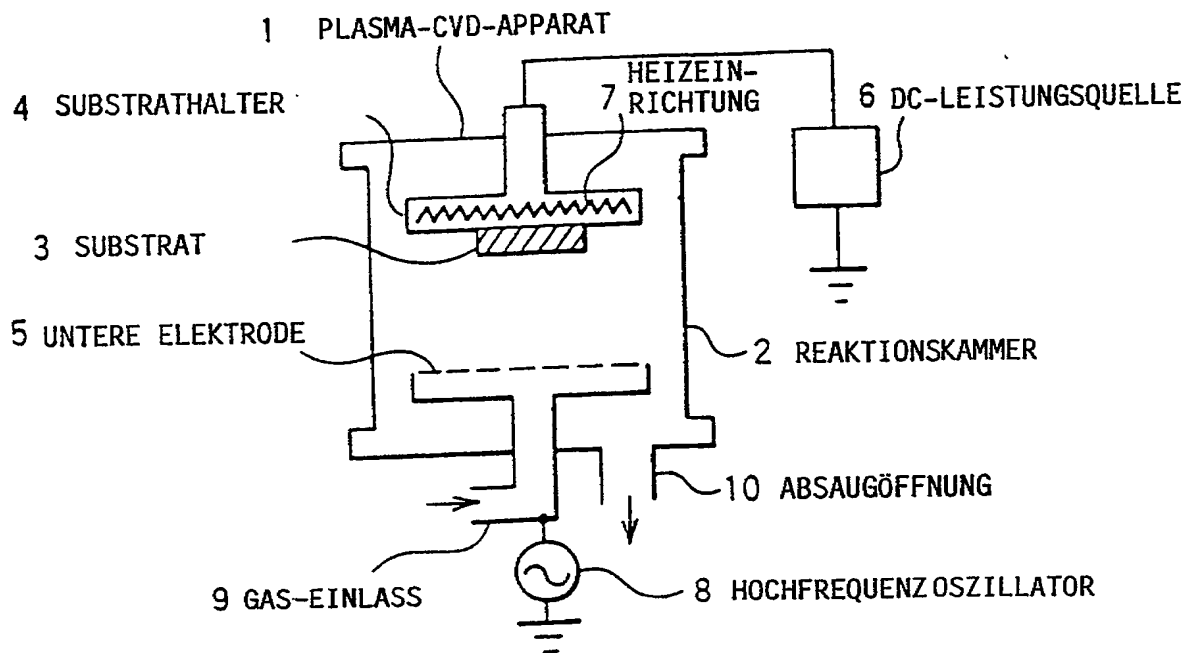 1 PLASMA-CVD-APPARAT
4 SUBSTRATHALTER
7 HEIZEIN-
RICHTUNG
6 DC-LEISTUNGSQUELLE
3 SUBSTRAT
5 UNTERE ELEKTRODE
2 REAKTIONSKAMMER
10 ABSAUGÖFFNUNG
9 GAS-EINLASS
8 HOCHFREQUENZOSZILLATOR